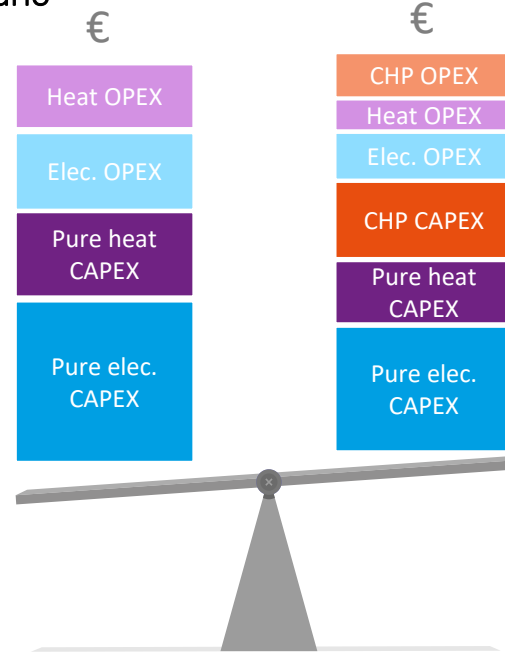 €
Heat OPEX
Elec. OPEX
Pure heat
CAPEX
Pure elec.
CAPEX
€
CHP OPEX
Heat OPEX
Elec. OPEX
CHP CAPEX
Pure heat
CAPEX
Pure elec.
CAPEX